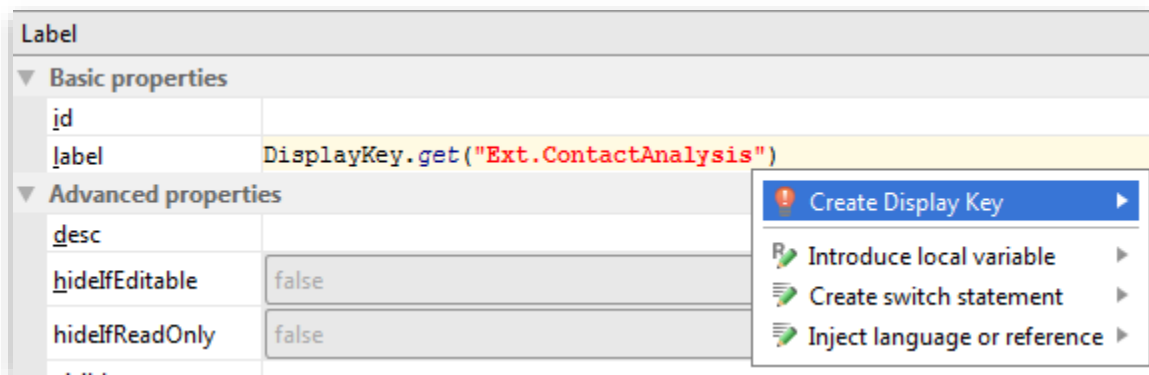 Label
Basic properties
id
label DisplayKey.get("Ext.ContactAnalysis")
Advanced properties
Create Display Key
desc
Introduce local variable
hideIfEditable false
Create switch statement
hideIfReadOnly false
Inject language or reference